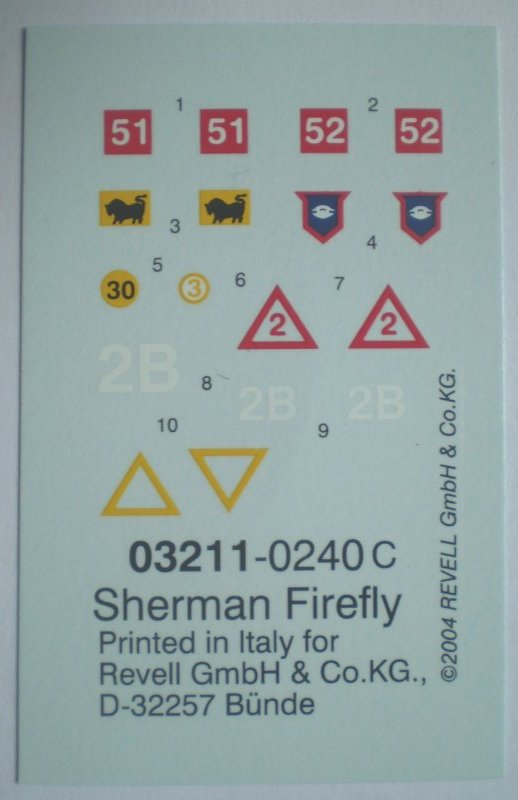 1 2
51 51 52 52
3 4
5 6 7
30 3 2 2
2B 8 2B 2B
10 9
03211-0240 C
Sherman Firefly
Printed in Italy for
Revell GmbH & Co.KG.,
D-32257 Bünde
©2004 REVELL GmbH & Co.KG.